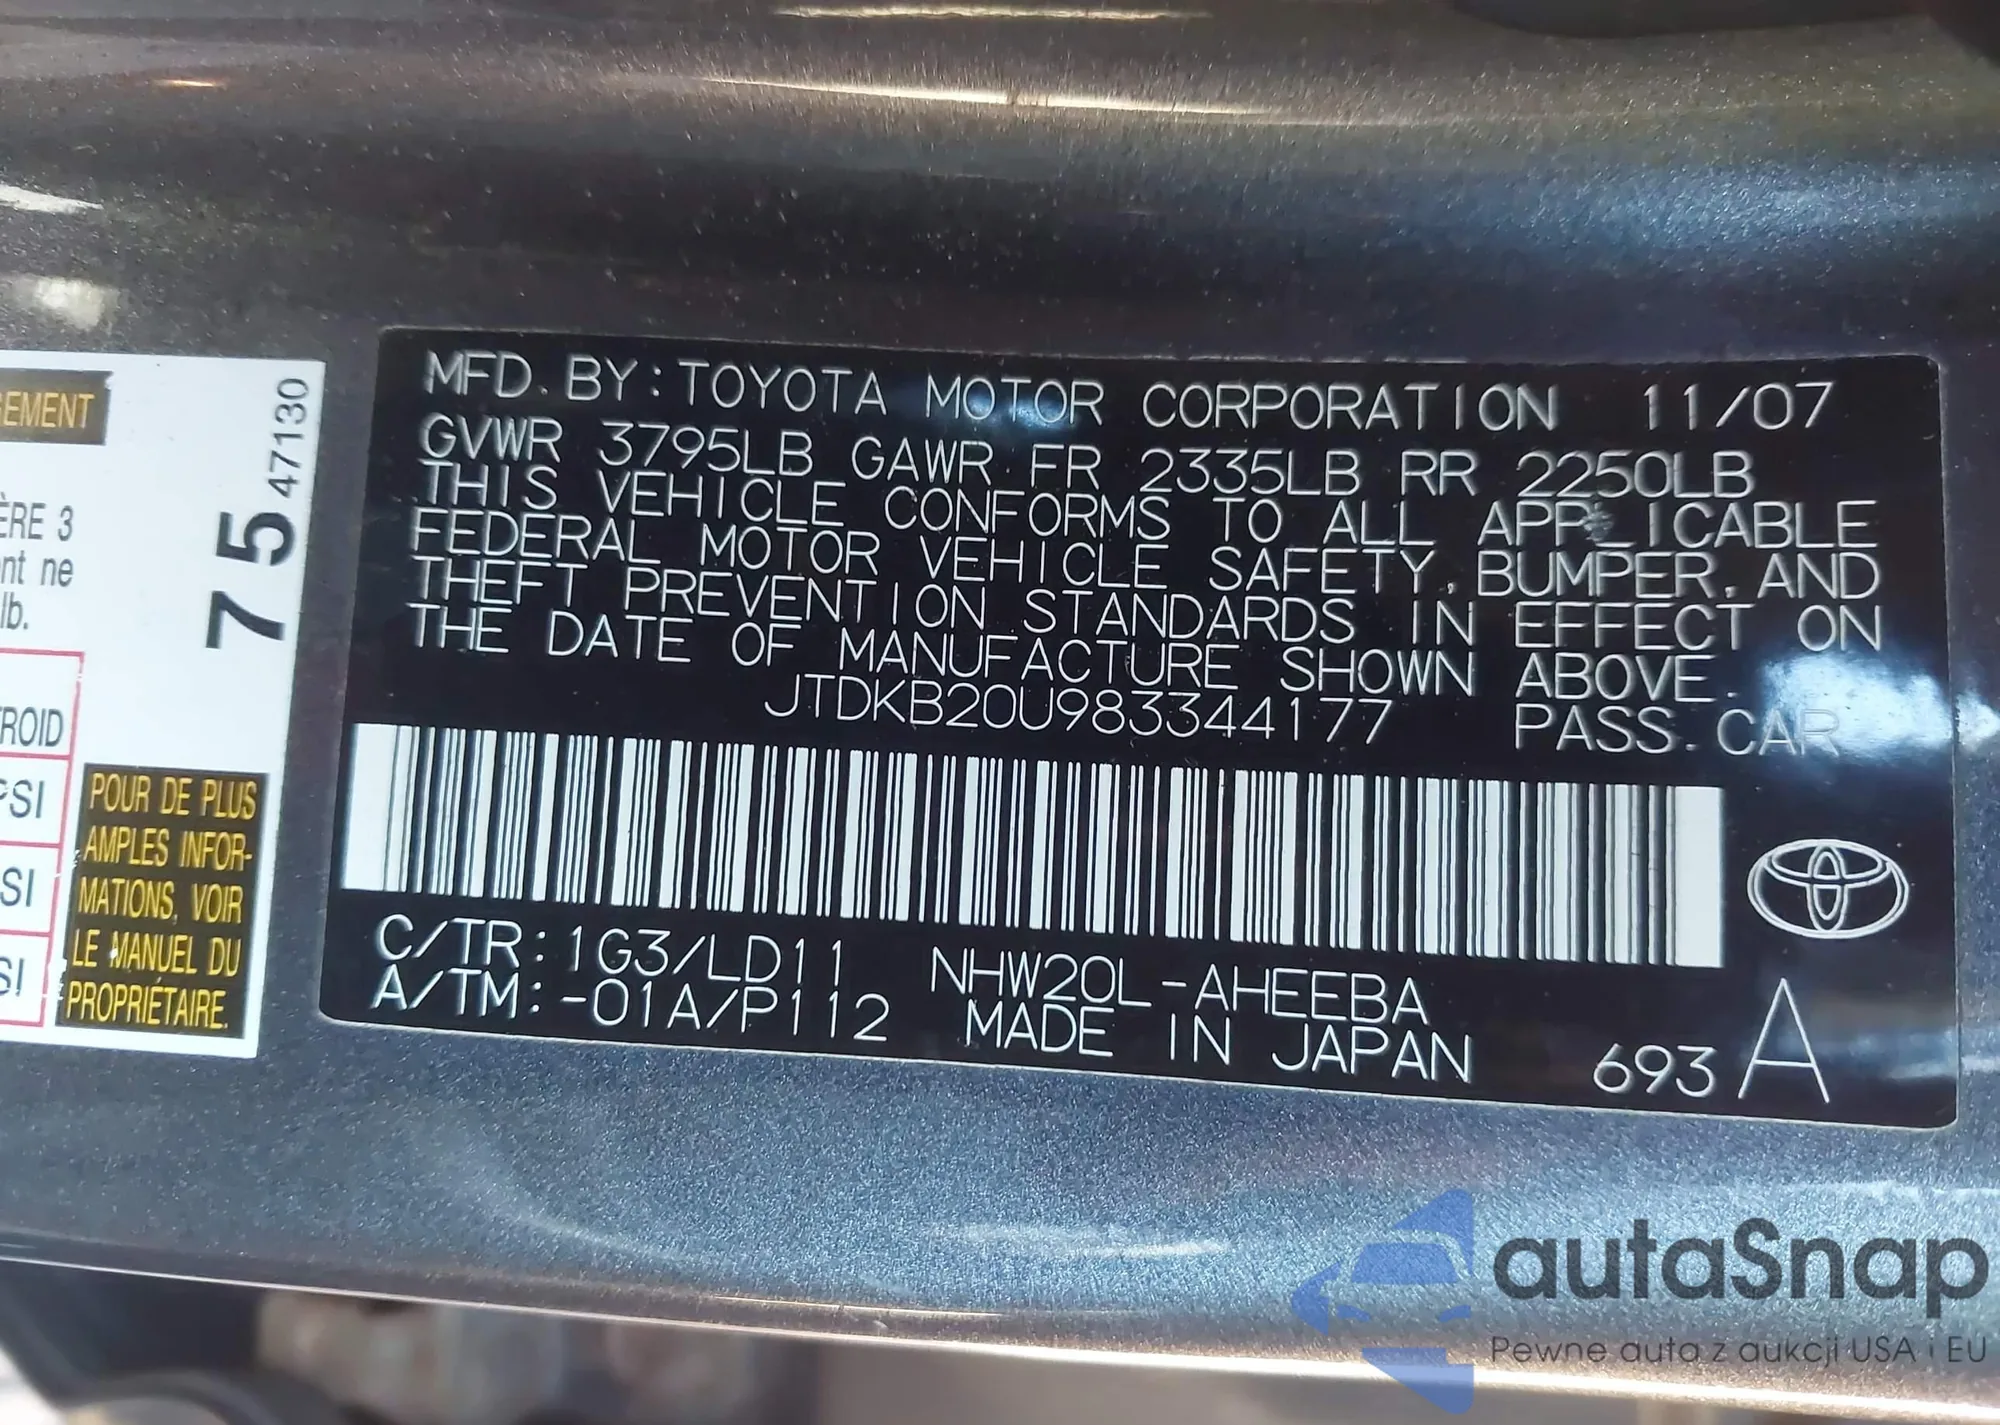 GEMENT
47130
75
ÈRE 3
nt ne
lb.
ROID
PSI
SI
SI
POUR DE PLUS
AMPLES INFOR-
MATIONS, VOIR
LE MANUEL DU
PROPRIÉTAIRE.
MFD. BY: TOYOTA MOTOR CORPORATION 11/07
GVWR 3795LB GAWR FR 2335LB RR 2250LB
THIS VEHICLE CONFORMS TO ALL APPLICABLE
FEDERAL MOTOR VEHICLE SAFETY, BUMPER, AND
THEFT PREVENTION STANDARDS IN EFFECT ON
THE DATE OF MANUFACTURE SHOWN ABOVE.
JTDKB20U983344177 PASS. CAR
C/TR: 1G3/LD11 NHW20L-AHEEBA
A/TM: -01A/P112 MADE IN JAPAN 693 A
autaSnap
Pewne auta z aukcji USA i EU